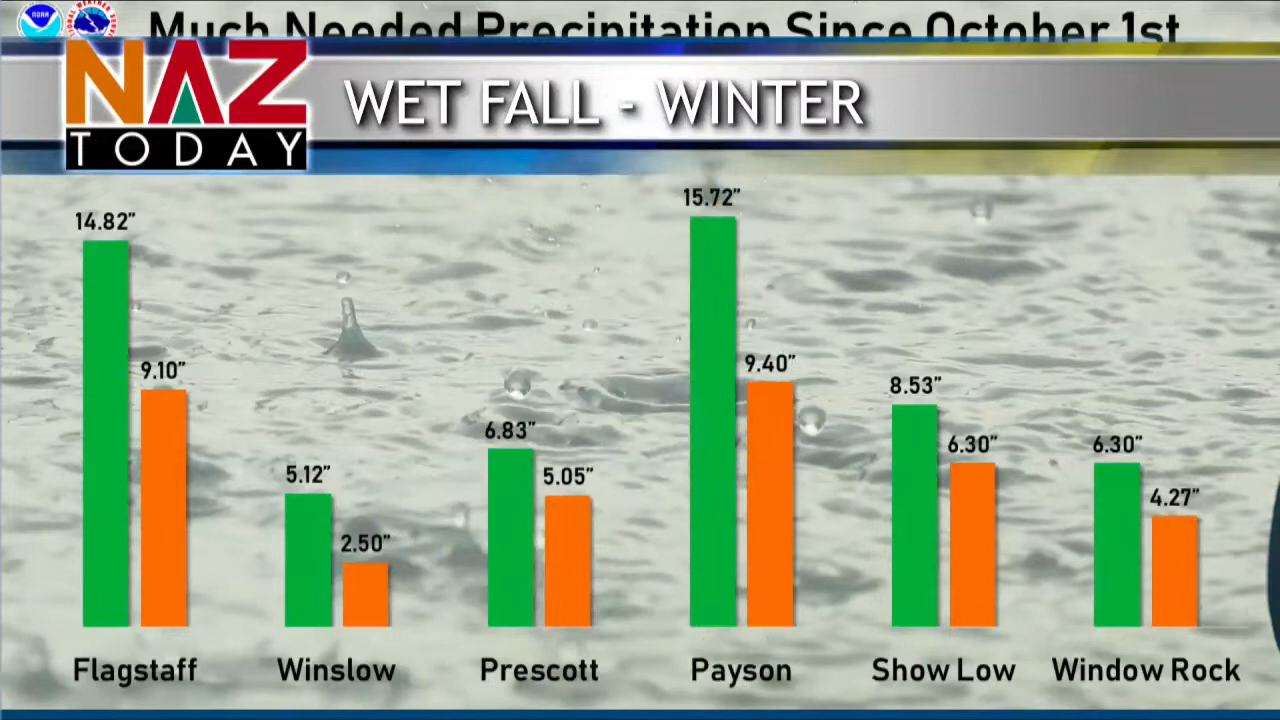 NOAA
Much Needed Precipitation Since October 1st
NAZ
TODAY
WET FALL - WINTER
15.72”
14.82”
9.40”
9.10”
8.53”
6.83”
6.30”
6.30”
5.12”
5.05”
4.27”
2.50”
Flagstaff
Winslow
Prescott
Payson
Show Low
Window Rock